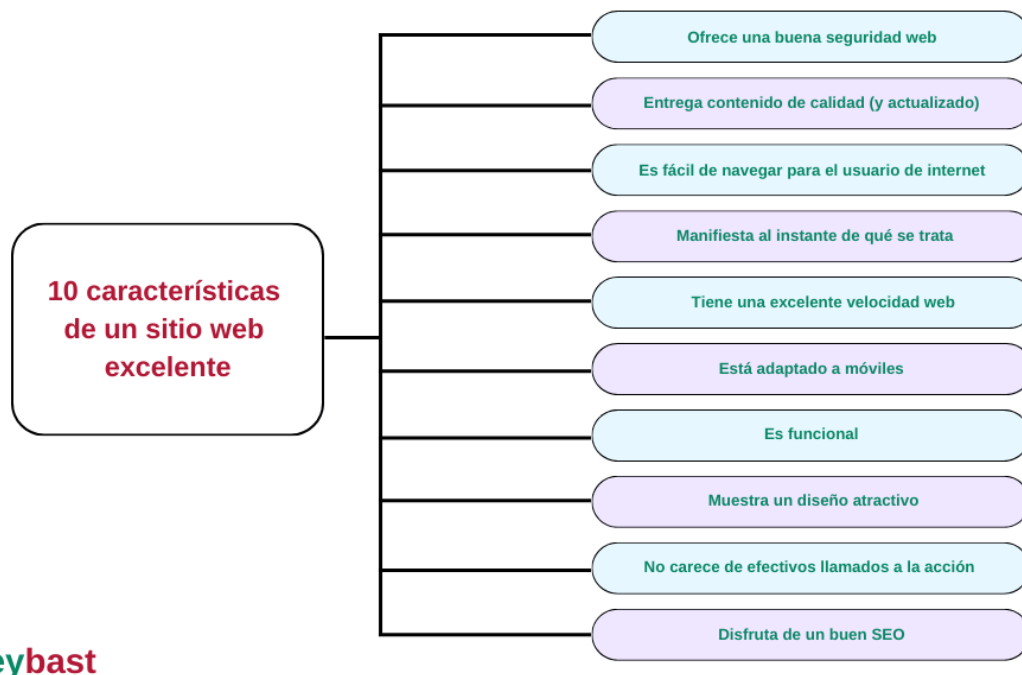 10 características
de un sitio web
excelente
Ofrece una buena seguridad web
Entrega contenido de calidad (y actualizado)
Es fácil de navegar para el usuario de internet
Manifiesta al instante de qué se trata
Tiene una excelente velocidad web
Está adaptado a móviles
Es funcional
Muestra un diseño atractivo
No carece de efectivos llamados a la acción
Disfruta de un buen SEO
eybast